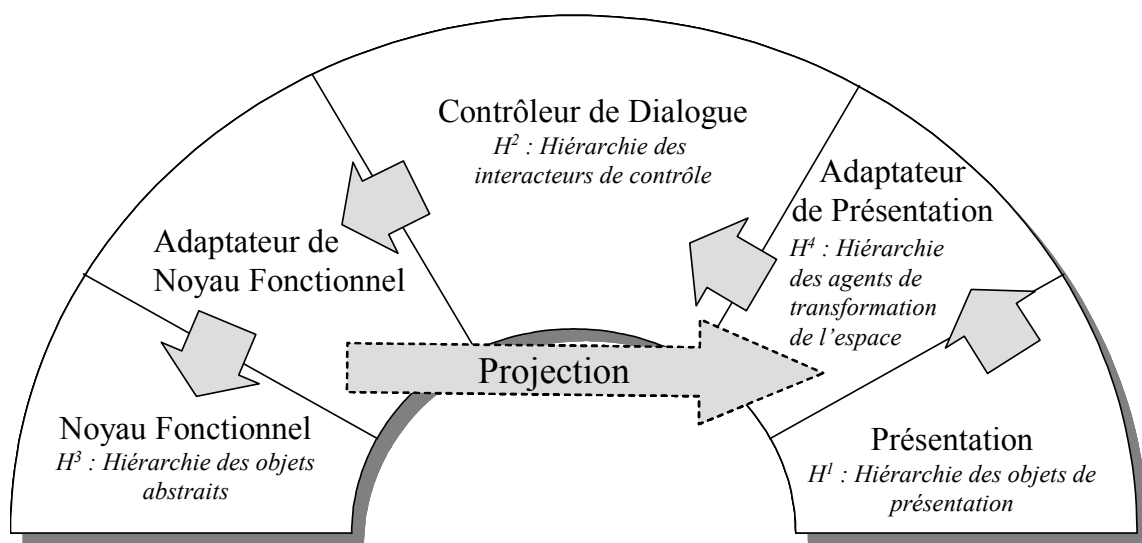 Contrôleur de Dialogue
H² : Hiérarchie des
interacteurs de contrôle
Adaptateur
de Présentation
H⁴ : Hiérarchie
des agents de
transformation
de l’espace
Adaptateur de
Noyau Fonctionnel
Projection
Noyau Fonctionnel
H³ : Hiérarchie des objets
abstraits
Présentation
H¹ : Hiérarchie des objets de
présentation